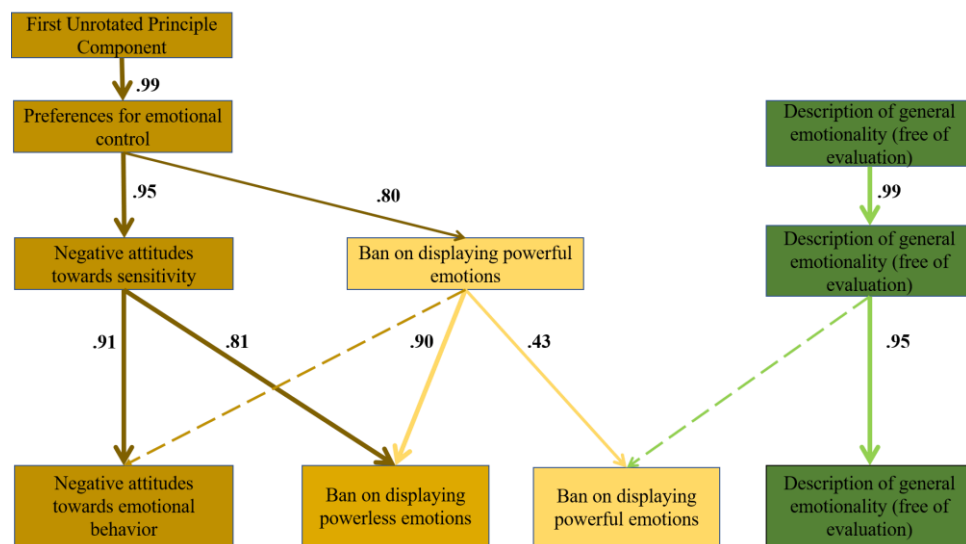 First Unrotated Principle
Component
.99
Preferences for emotional
control
Description of general
emotionality (free of
evaluation)
.95
.80
.99
Negative attitudes
towards sensitivity
Ban on displaying powerful
emotions
Description of general
emotionality (free of
evaluation)
.91
.81
.90
.43
.95
Negative attitudes
towards emotional
behavior
Ban on displaying
powerless emotions
Ban on displaying
powerful emotions
Description of general
emotionality (free of
evaluation)